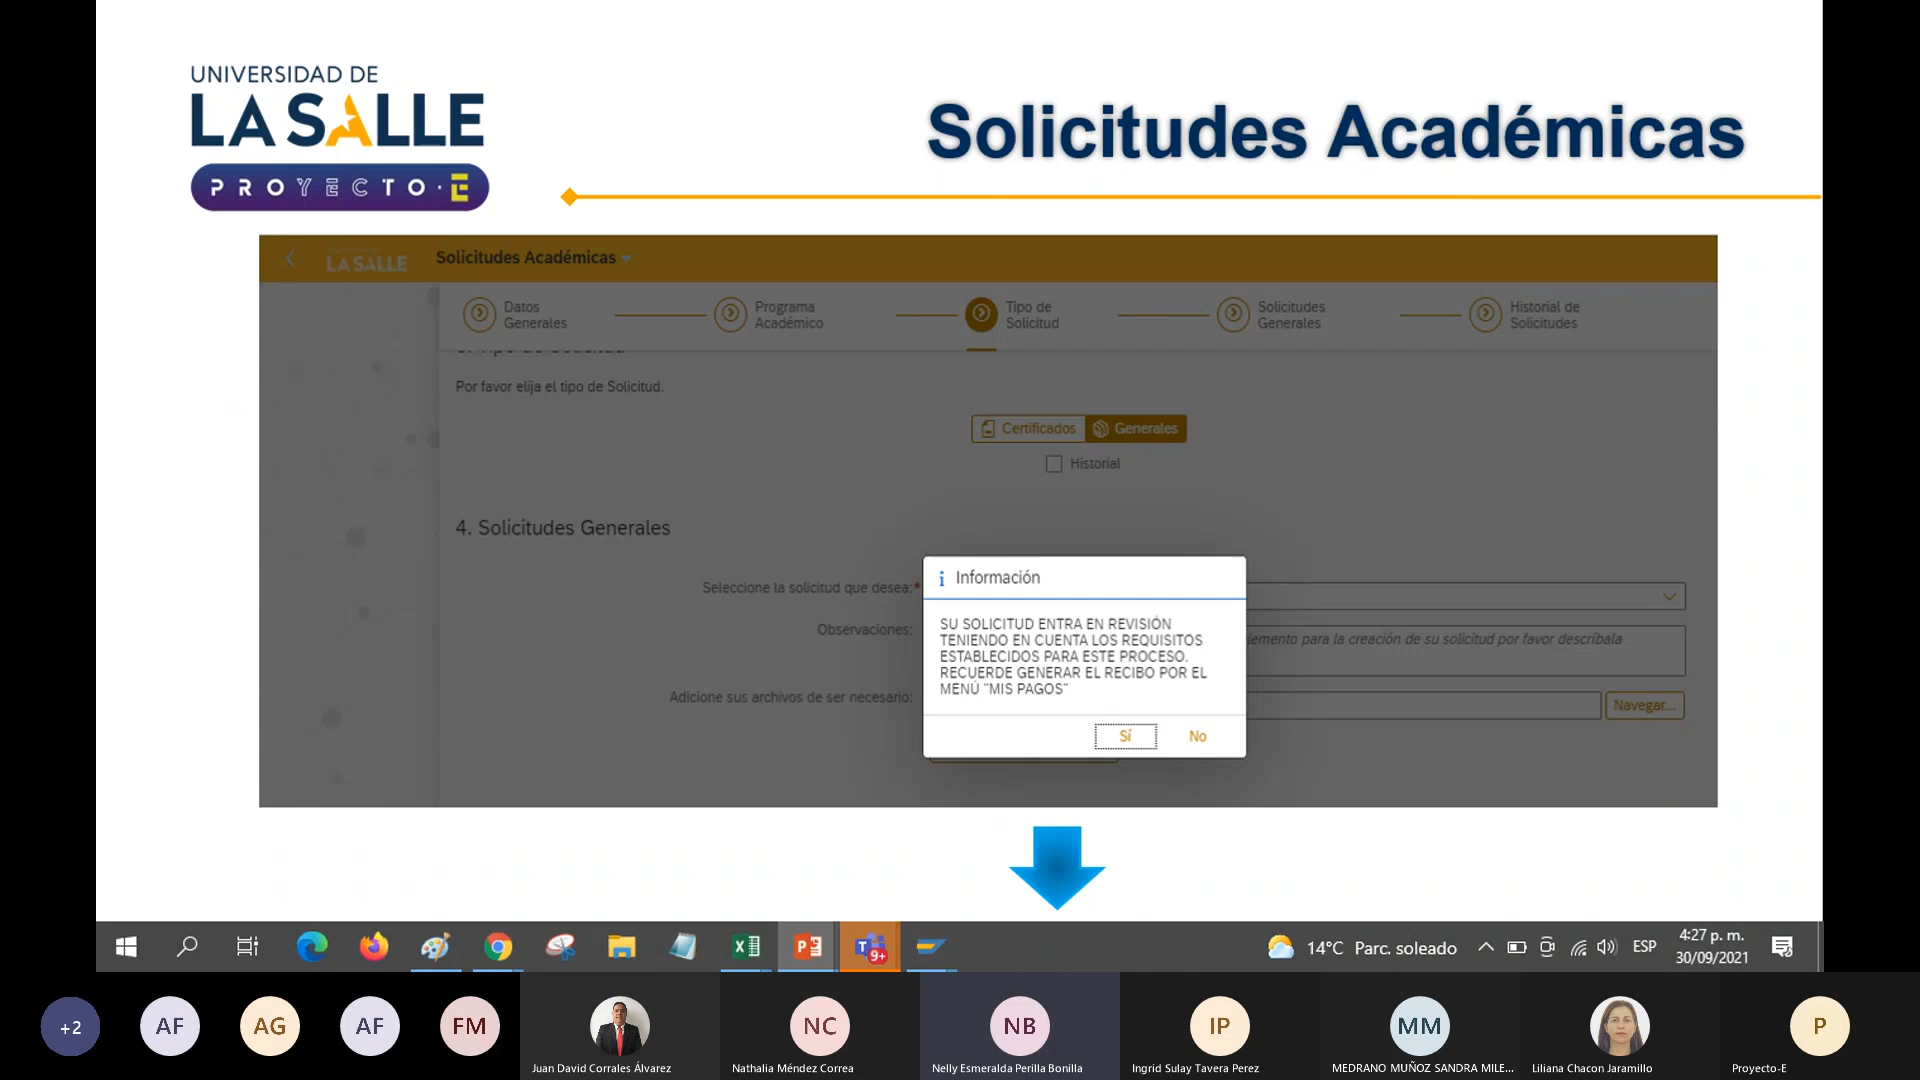 UNIVERSIDAD DE
LA SALLE
PROYECTO·E
Solicitudes Académicas
LA SALLE
Solicitudes Académicas
Datos
Generales
Programa
Académico
Tipo de
Solicitud
Solicitudes
Generales
Historial de
Solicitudes
Por favor elija el tipo de Solicitud.
Certificados
Generales
Historial
4. Solicitudes Generales
Seleccione la solicitud que desea:*
Observaciones:
para la creación de su solicitud por favor descríbala
Adicione sus archivos de ser necesario:
Navegar...
Información
SU SOLICITUD ENTRA EN REVISIÓN
TENIENDO EN CUENTA LOS REQUISITOS
ESTABLECIDOS PARA ESTE PROCESO.
RECUERDE GENERAR EL RECIBO POR EL
MENÚ "MIS PAGOS"
Sí
No
9+
14°C Parc. soleado
ESP
4:27 p. m.
30/09/2021
+2
AF
AG
AF
FM
NC
NB
IP
MM
P
Juan David Corrales Álvarez
Nathalia Méndez Correa
Nelly Esmeralda Perilla Bonilla
Ingrid Sulay Tavera Perez
MEDRANO MUÑOZ SANDRA MILE...
Liliana Chacon Jaramillo
Proyecto-E